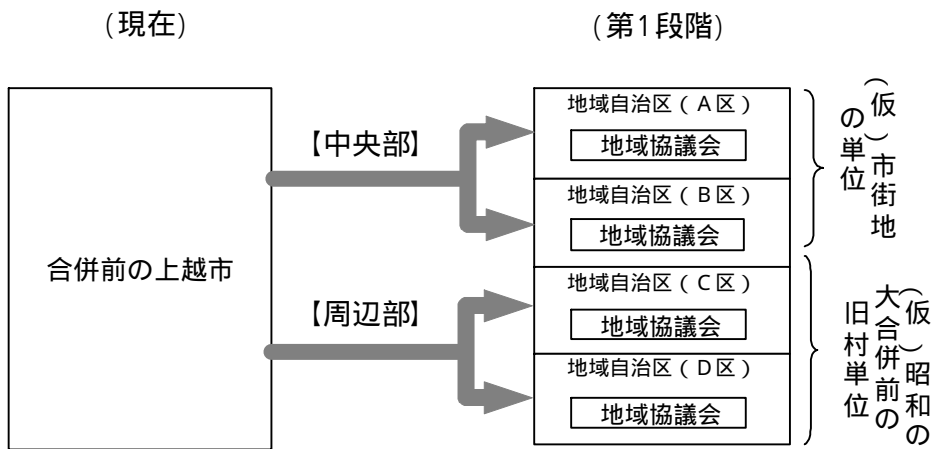 (現在)
(第1段階)
合併前の上越市
【中央部】
【周辺部】
地域自治区(A区)
地域協議会
地域自治区(B区)
地域協議会
地域自治区(C区)
地域協議会
地域自治区(D区)
地域協議会
(仮)市街地
の単位
(仮)昭和の
大合併前の
旧村単位